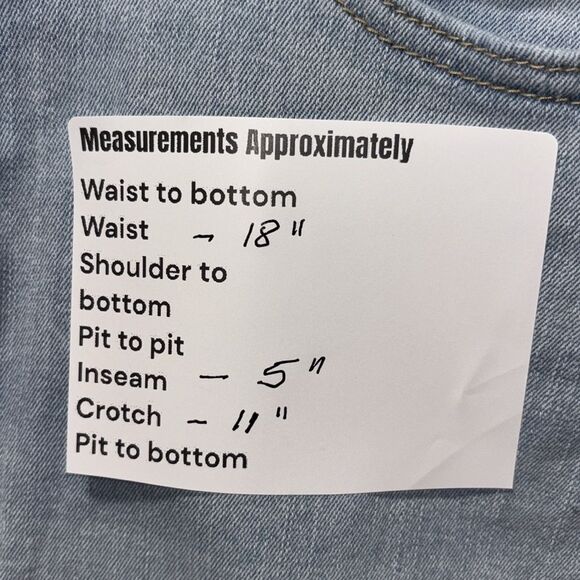 Measurements Approximately
Waist to bottom
Waist - 18"
Shoulder to
bottom
Pit to pit
Inseam - 5"
Crotch - 11"
Pit to bottom